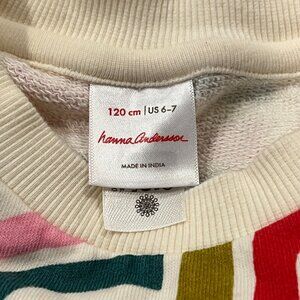 120 cm | US 6-7
hanna andersson
MADE IN INDIA